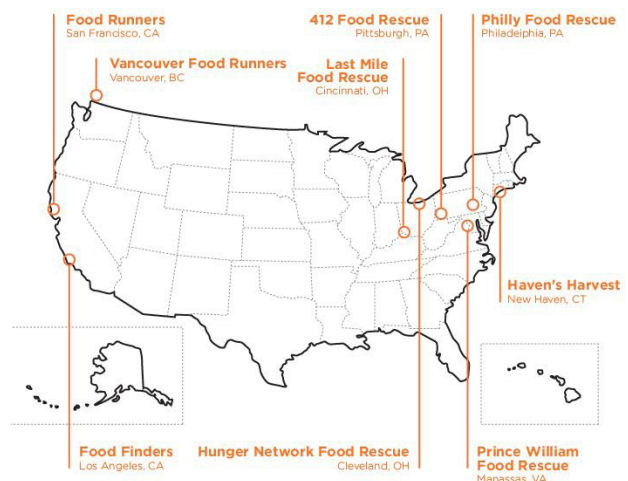 Food Runners
San Francisco, CA
412 Food Rescue
Pittsburgh, PA
Philly Food Rescue
Philadeiphia, PA
Vancouver Food Runners
Vancouver, BC
Last Mile
Food Rescue
Cincinnati, OH
Haven's Harvest
New Haven, CT
Food Finders
Los Angeles, CA
Hunger Network Food Rescue
Cleveland, OH
Prince William
Food Rescue
Manassas, VA